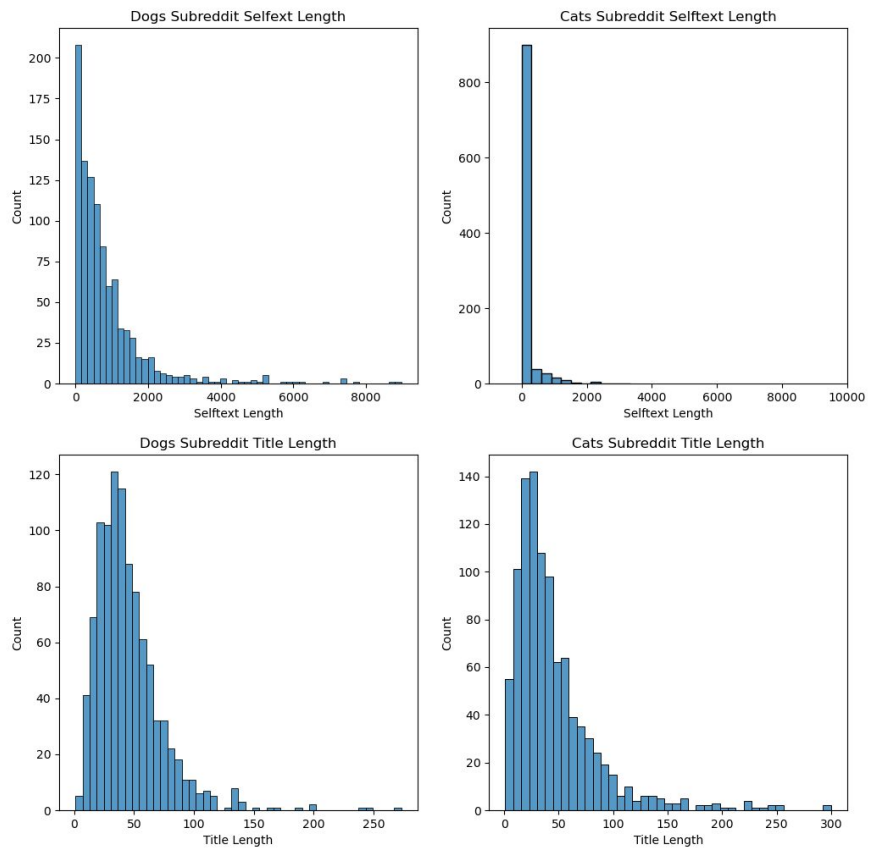 Dogs Subreddit Selfext Length
200
175
150
125
100
75
50
25
0
Count
0 2000 4000 6000 8000
Selftext Length
Cats Subreddit Selftext Length
800
600
400
200
0
Count
0 2000 4000 6000 8000 10000
Selftext Length
Dogs Subreddit Title Length
120
100
80
60
40
20
0
Count
0 50 100 150 200 250
Title Length
Cats Subreddit Title Length
140
120
100
80
60
40
20
0
Count
0 50 100 150 200 250 300
Title Length